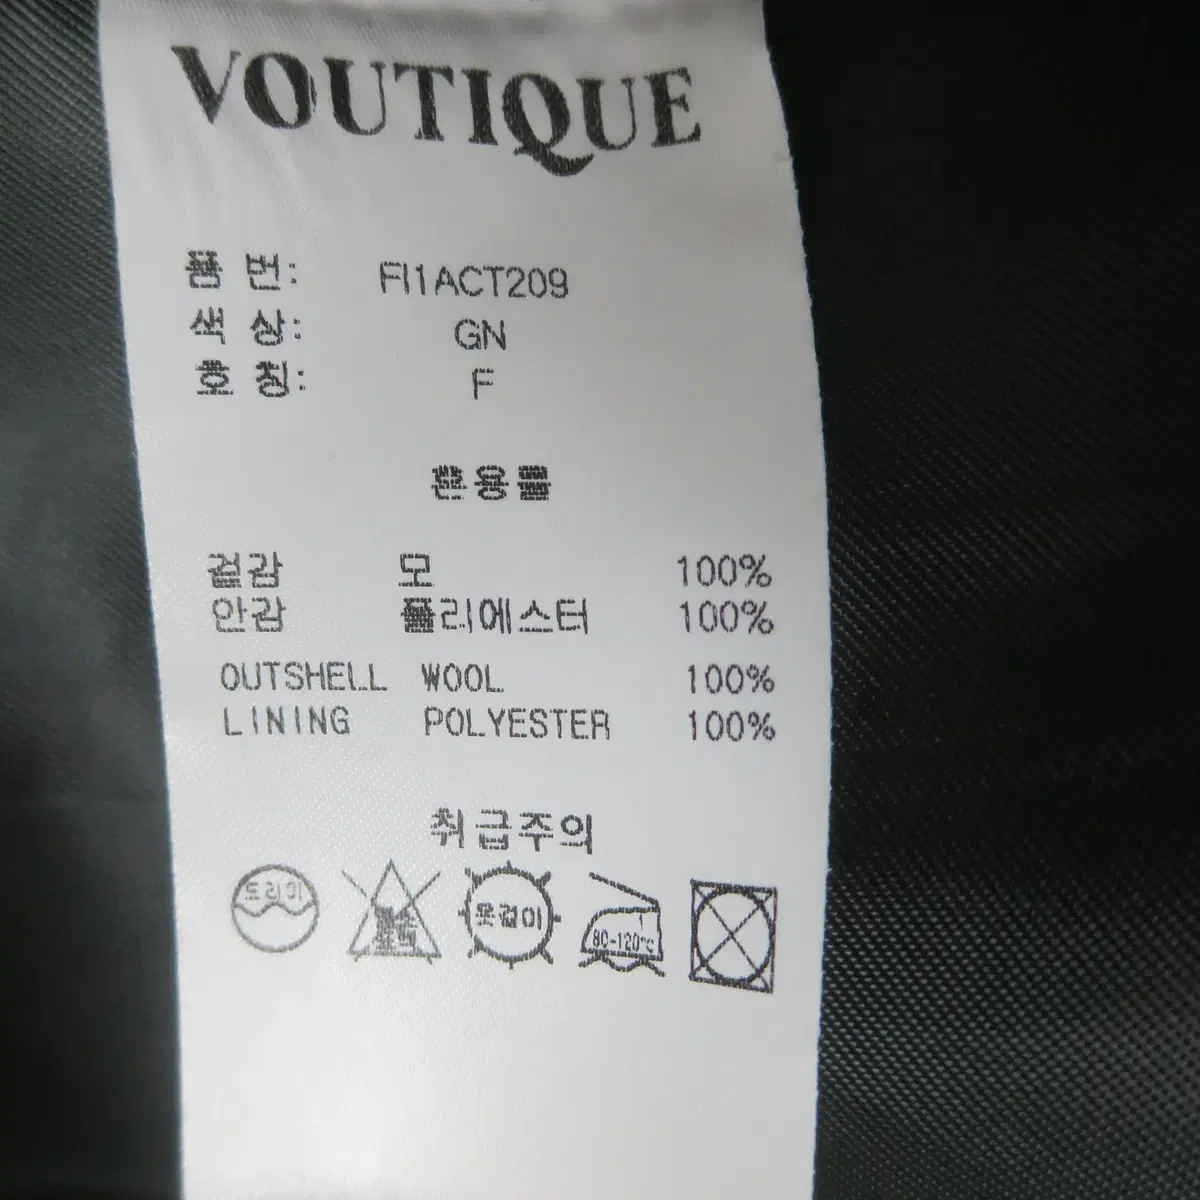 VOUTIQUE
품 번: FI1ACT209
색 상: GN
호 칭: F
혼용률
겉감 모 100%
안감 폴리에스터 100%
OUTSHELL WOOL 100%
LINING POLYESTER 100%
취급주의
드라이
옷걸이
80-120℃